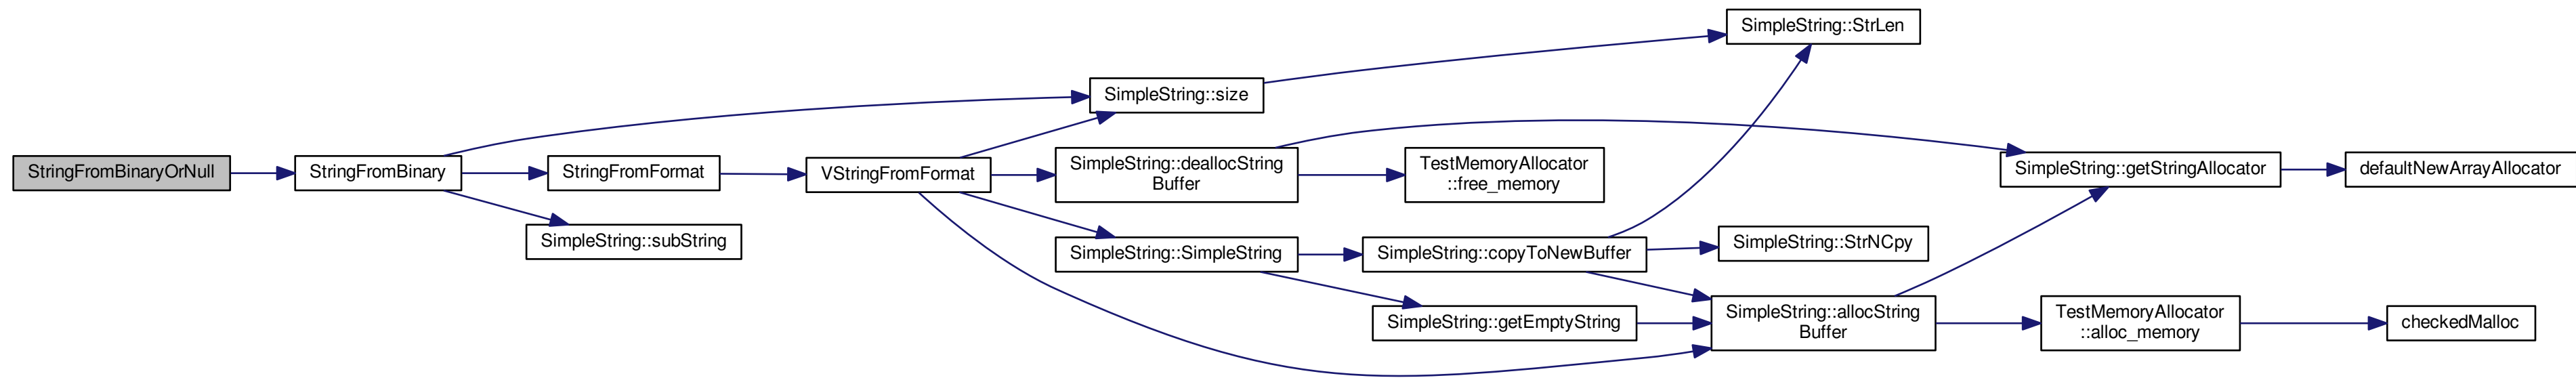 StringFromBinaryOrNull
StringFromBinary
StringFromFormat
SimpleString::subString
VStringFromFormat
SimpleString::size
SimpleString::deallocString
Buffer
SimpleString::SimpleString
TestMemoryAllocator
::free_memory
SimpleString::copyToNewBuffer
SimpleString::getEmptyString
SimpleString::StrLen
SimpleString::StrNCpy
SimpleString::allocString
Buffer
SimpleString::getStringAllocator
TestMemoryAllocator
::alloc_memory
defaultNewArrayAllocator
checkedMalloc